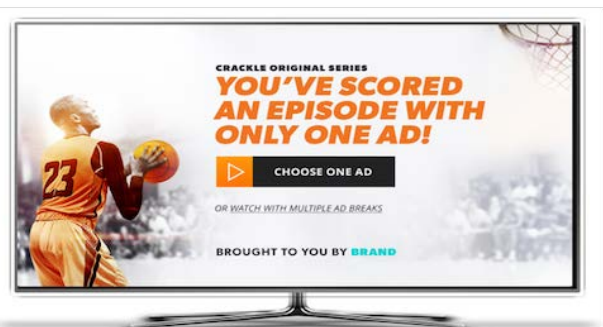 CRACKLE ORIGINAL SERIES
YOU'VE SCORED
AN EPISODE WITH
ONLY ONE AD!
CHOOSE ONE AD
OR WATCH WITH MULTIPLE AD BREAKS
BROUGHT TO YOU BY BRAND
23